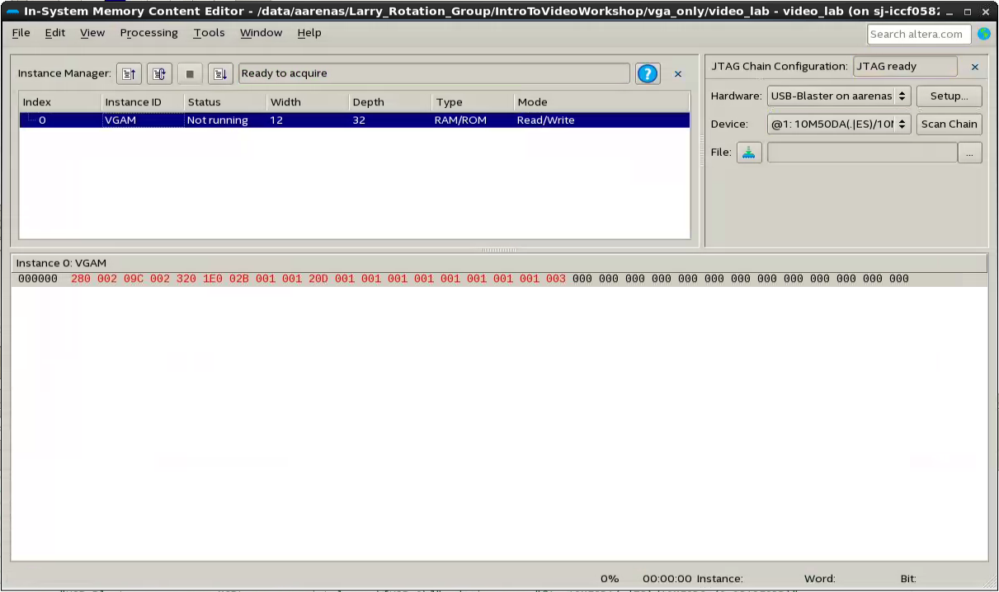 In-System Memory Content Editor - /data/aarenas/Larry_Rotation_Group/IntroToVideoWorkshop/vga_only/video_lab - video_lab (on sj-iccf058
File Edit View Processing Tools Window Help
Search altera.com
Instance Manager: Ready to acquire
Index Instance ID Status Width Depth Type Mode
0 VGAM Not running 12 32 RAM/ROM Read/Write
JTAG Chain Configuration: JTAG ready
Hardware: USB-Blaster on aarenas Setup...
Device: @1: 10M50DA(.|ES)/10M Scan Chain
File: ...
Instance 0: VGAM
000000 280 002 09C 002 320 1E0 02B 001 001 20D 001 001 001 001 001 001 001 001 003 000 000 000 000 000 000 000 000 000 000 000 000 000
0% 00:00:00 Instance: Word: Bit: